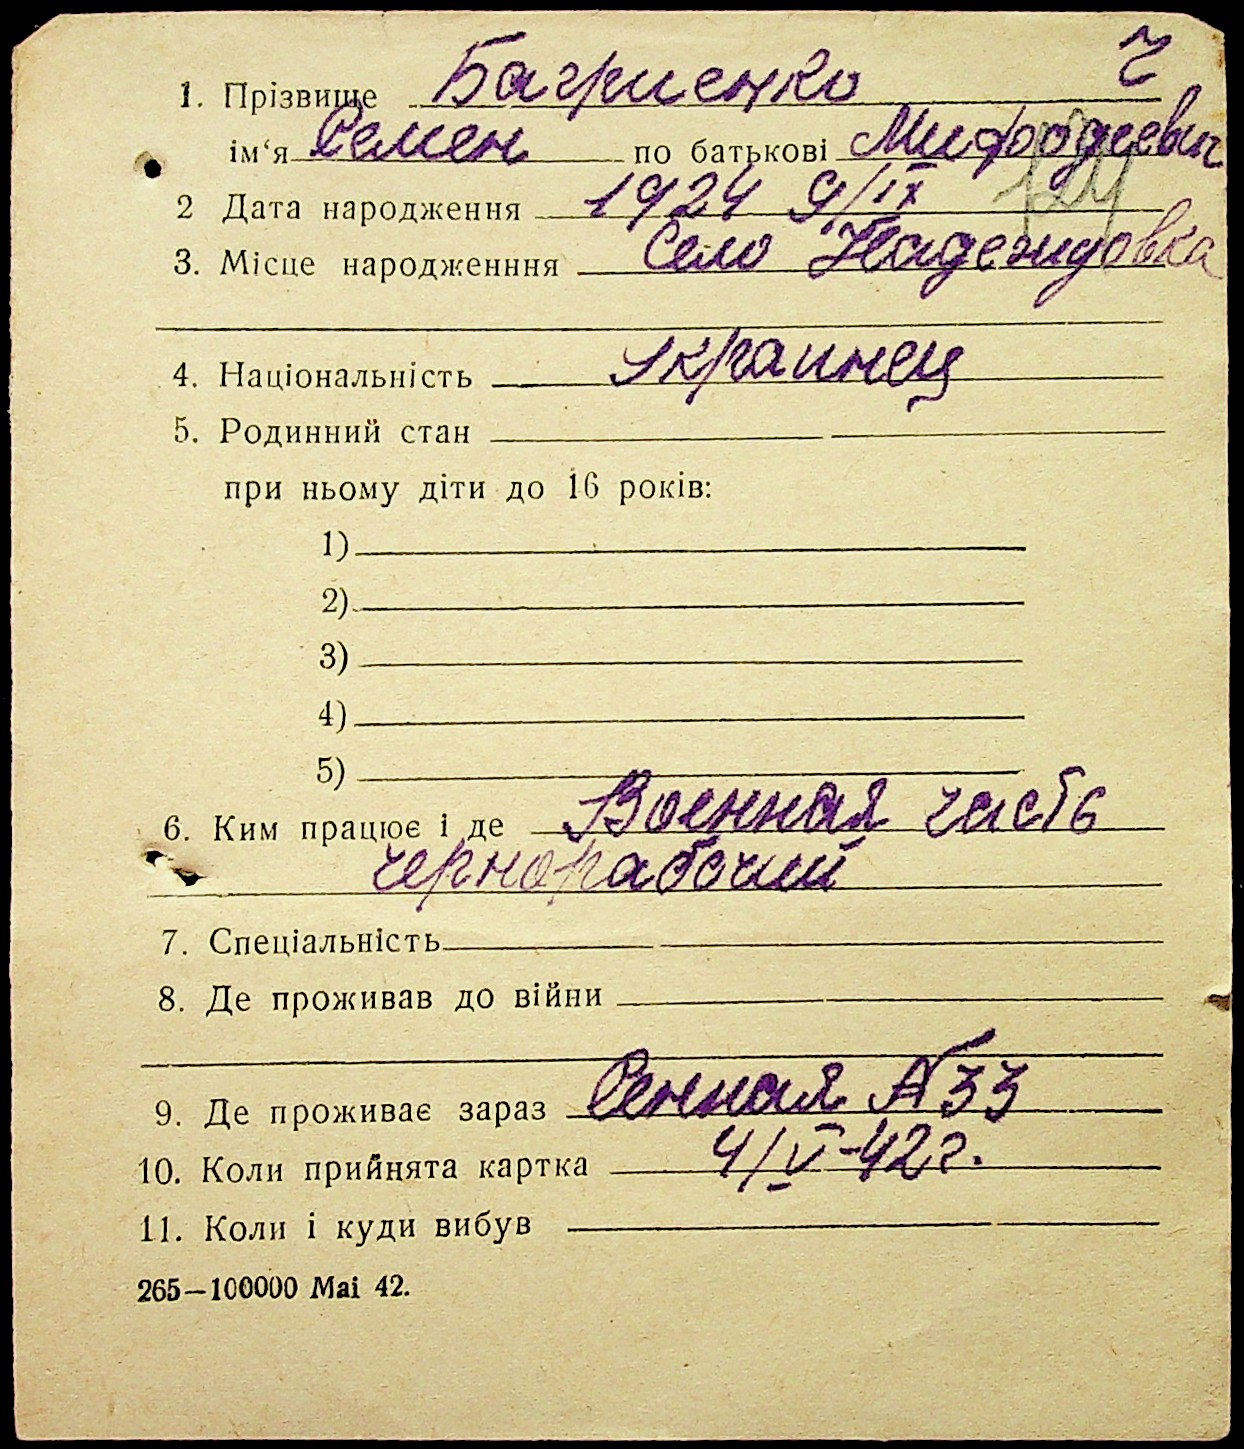 Ч
1. Прізвище Багриенко
ім‘я Семен по батькові Мифодиевич
2 Дата народження 1924 9/IX
124
3. Місце народженння Село Надеждовка
4. Національність Украинец
5. Родинний стан
при ньому діти до 16 років:
1)
2)
3)
4)
5)
6. Ким працює і де Военная часть
чернорабочий
7. Спеціальність
8. Де проживав до війни
9. Де проживає зараз Сенная №33
10. Коли прийнята картка 4/V-42г.
11. Коли і куди вибув
265—100000 Mai 42.